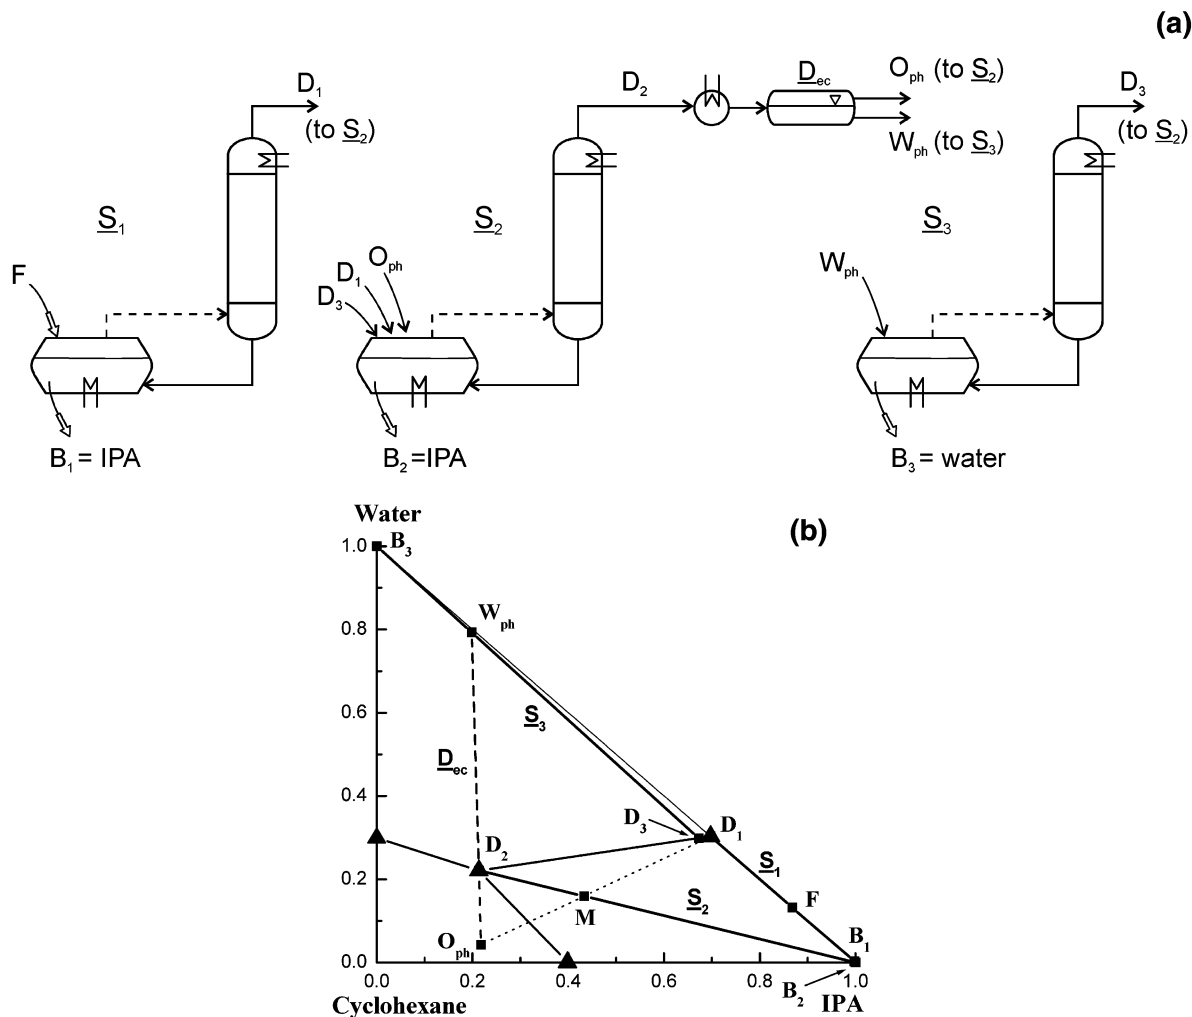 (a)
D1
(to S2)
D2
Dec
Oph (to S2)
Wph (to S3)
D3
(to S2)
S1
S2
S3
F
D3
D1
Oph
Wph
B1 = IPA
B2 =IPA
B3 = water
(b)
Water
1.0
B3
Wph
0.8
0.6
S3
Dec
0.4
D3
D1
D2
S1
0.2
S2
F
M
Oph
B1
0.0
0.0
0.2
0.4
0.6
0.8
1.0
B2
Cyclohexane
IPA